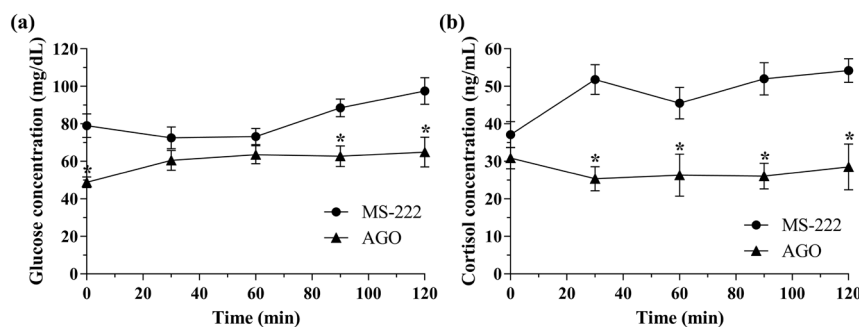 (a)
Glucose concentration (mg/dL)
120
100
80
60
40
20
0
*
*
*
MS-222
AGO
0 20 40 60 80 100 120
Time (min)
(b)
Cortisol concentration (ng/mL)
60
50
40
30
20
10
0
*
*
*
*
MS-222
AGO
0 20 40 60 80 100 120
Time (min)